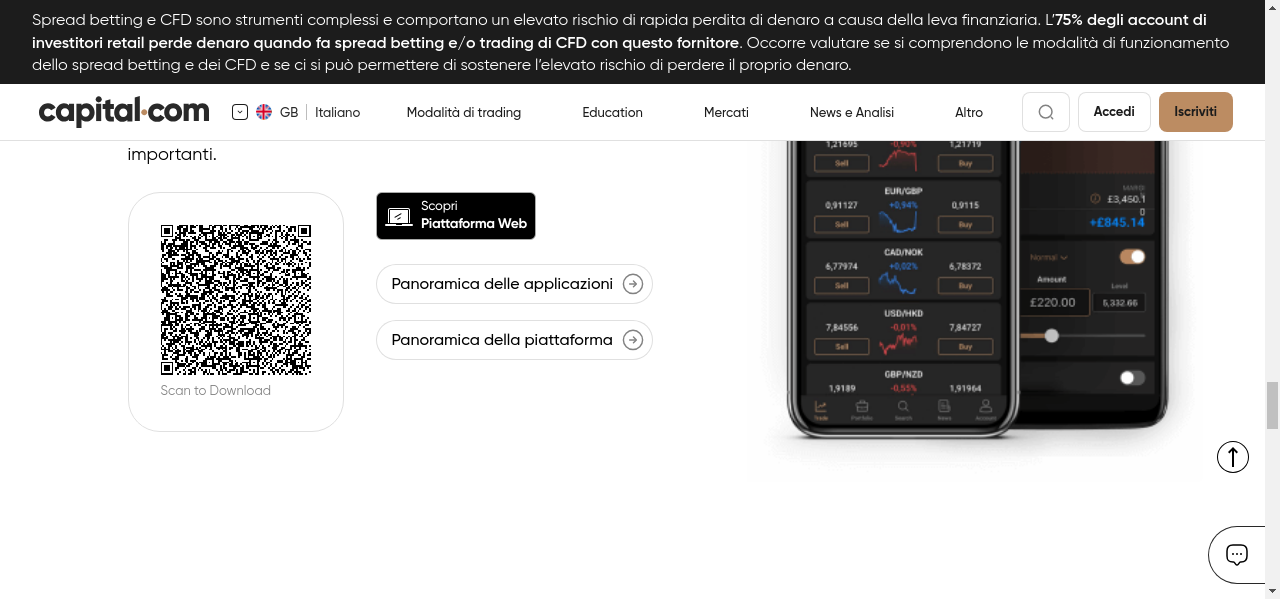 Spread betting e CFD sono strumenti complessi e comportano un elevato rischio di rapida perdita di denaro a causa della leva finanziaria. L’75% degli account di
investitori retail perde denaro quando fa spread betting e/o trading di CFD con questo fornitore. Occorre valutare se si comprendono le modalità di funzionamento
dello spread betting e dei CFD e se ci si può permettere di sostenere l’elevato rischio di perdere il proprio denaro.
capital.com
GB
Italiano
Modalità di trading
Education
Mercati
News e Analisi
Altro
Accedi
Iscriviti
importanti.
Scan to Download
Scopri
Piattaforma Web
Panoramica delle applicazioni
Panoramica della piattaforma
1,21695
-0,90%
1,21719
Sell
Buy
EUR/GBP
0,91127
+0,94%
0,9115
Sell
Buy
CAD/NOK
6,77974
+0,02%
6,78372
Sell
Buy
USD/HKD
7,84556
-0,01%
7,84727
Sell
Buy
GBP/NZD
1,9189
-0,55%
1,91964
Trade
Portfolio
Search
News
Account
£3,450.1
0
+£845.14
Normal
Amount
Level
£220.00
5,332.66